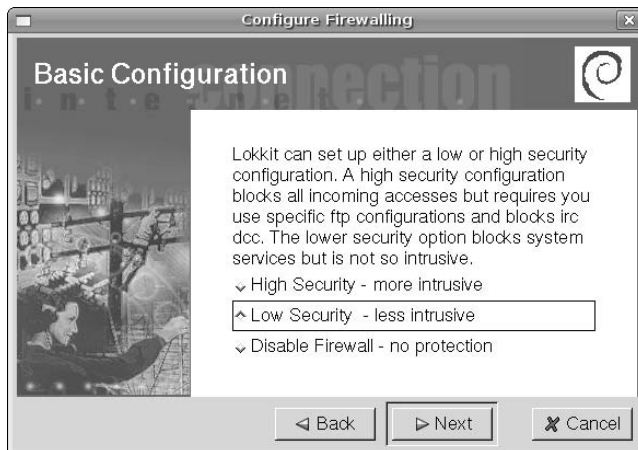 Configure Firewalling
Basic Configuration
connection
internet
Lokkit can set up either a low or high security
configuration. A high security configuration
blocks all incoming accesses but requires you
use specific ftp configurations and blocks irc
dcc. The lower security option blocks system
services but is not so intrusive.
High Security - more intrusive
Low Security - less intrusive
Disable Firewall - no protection
Back
Next
Cancel